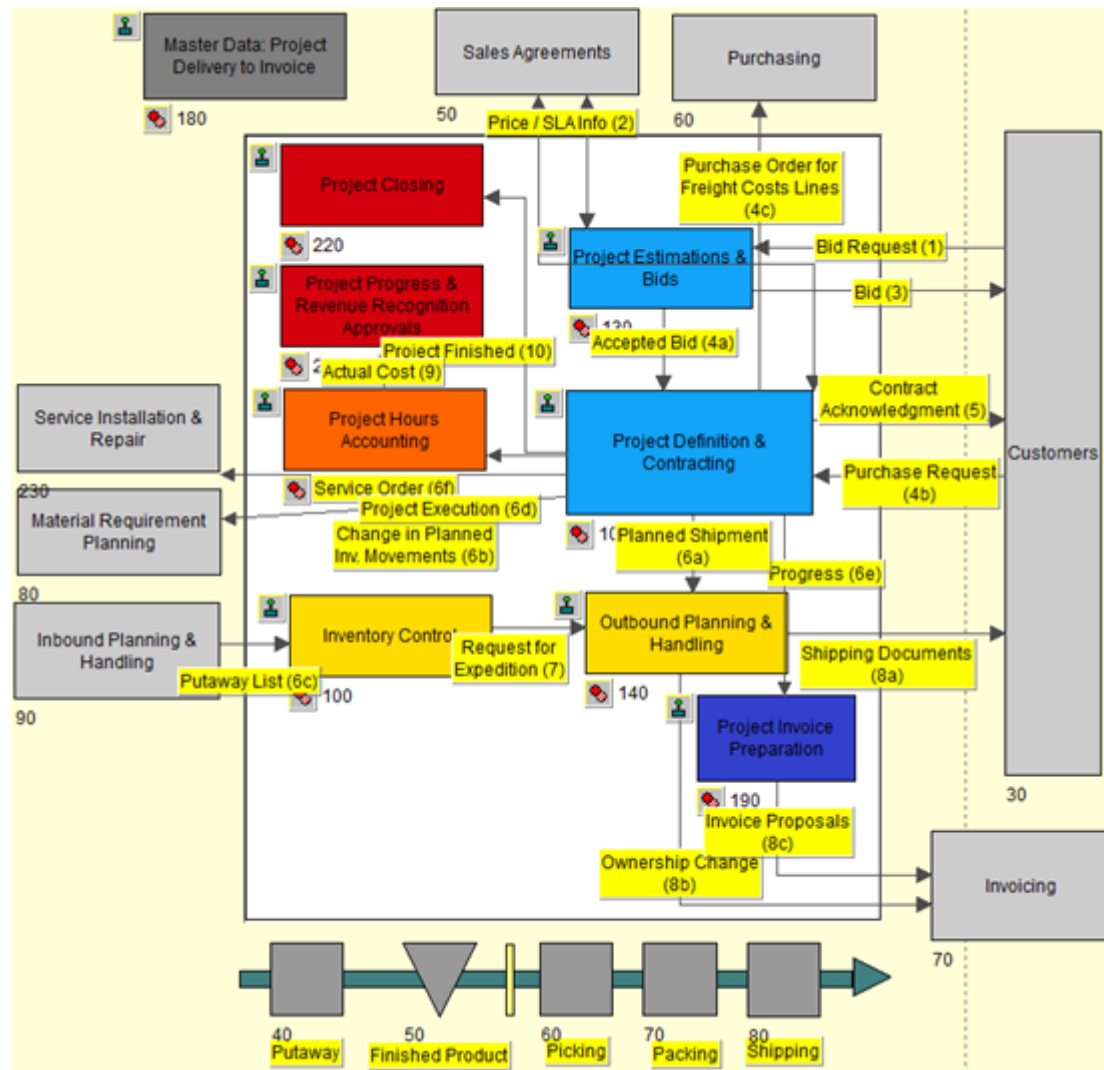 Master Data: Project
Delivery to Invoice
180
Sales Agreements
50
Purchasing
60
Price / SLA Info (2)
Purchase Order for
Freight Costs Lines
(4c)
Project Closing
220
Project Estimations &
Bids
Bid Request (1)
Bid (3)
Project Progress &
Revenue Recognition
Approvals
Accepted Bid (4a)
Project Finished (10)
Actual Cost (9)
Service Installation &
Repair
230
Project Hours
Accounting
Project Definition &
Contracting
Contract
Acknowledgment (5)
Customers
30
Purchase Request
(4b)
Service Order (6f)
Project Execution (6d)
Change in Planned
Inv. Movements (6b)
Material Requirement
Planning
80
Planned Shipment
(6a)
Progress (6e)
Inbound Planning &
Handling
90
Putaway List (6c)
Inventory Control
100
Request for
Expedition (7)
Outbound Planning &
Handling
140
Shipping Documents
(8a)
Project Invoice
Preparation
190
Invoice Proposals
(8c)
Ownership Change
(8b)
Invoicing
70
40
Putaway
50
Finished Product
60
Picking
70
Packing
80
Shipping